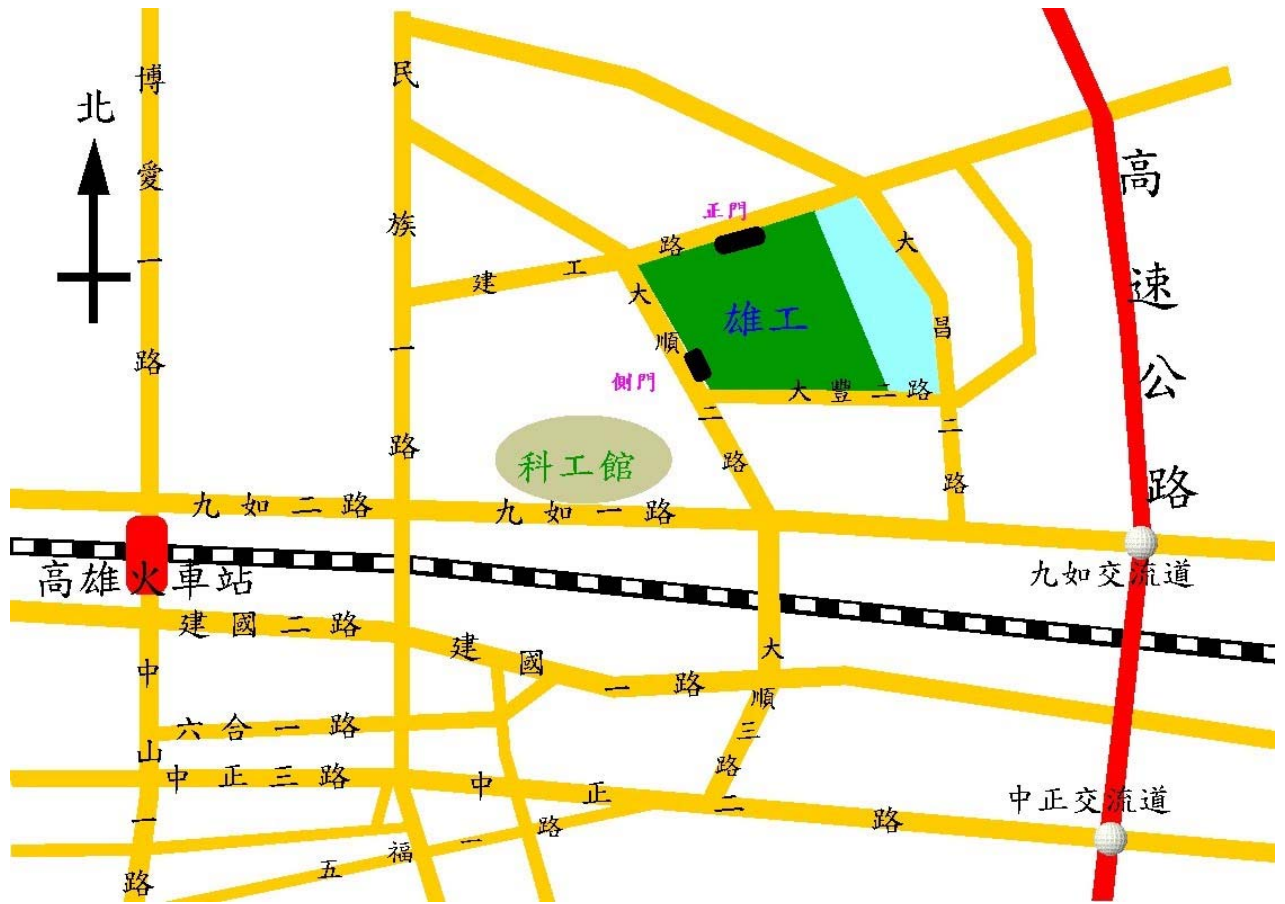 北
博愛一路
民族一路
高速公路
正門
建工路
大順二路
大昌二路
雄工
側門
大豐二路
科工館
九如二路
九如一路
九如交流道
高雄火車站
建國二路
建國一路
大順三路
中山一路
六合一路
中正三路
中正二路
中正交流道
五福一路